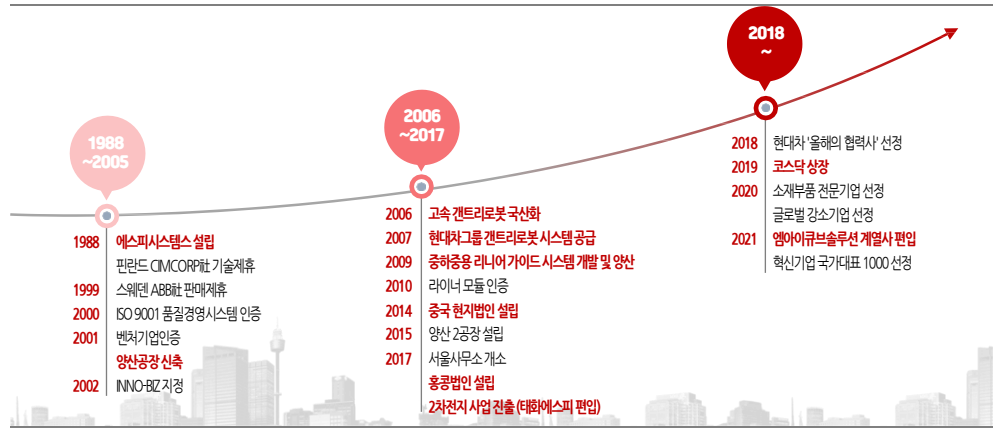 1988
~2005
1988 에스피시스템스 설립
핀란드 CIMCORP社 기술제휴
1999 스웨덴 ABB社 판매제휴
2000 ISO 9001 품질경영시스템 인증
2001 벤처기업인증
양산공장 신축
2002 INNO-BIZ 지정
2006
~2017
2006 고속 갠트리로봇 국산화
2007 현대차그룹 갠트리로봇 시스템 공급
2009 중하중용 리니어 가이드 시스템 개발 및 양산
2010 라이너 모듈 인증
2014 중국 현지법인 설립
2015 양산 2공장 설립
2017 서울사무소 개소
홍콩법인 설립
2차전지 사업 진출 (태화에스피 편입)
2018
~
2018 현대차 '올해의 협력사' 선정
2019 코스닥 상장
2020 소재부품 전문기업 선정
글로벌 강소기업 선정
2021 엠아이큐브솔루션 계열사 편입
혁신기업 국가대표 1000 선정